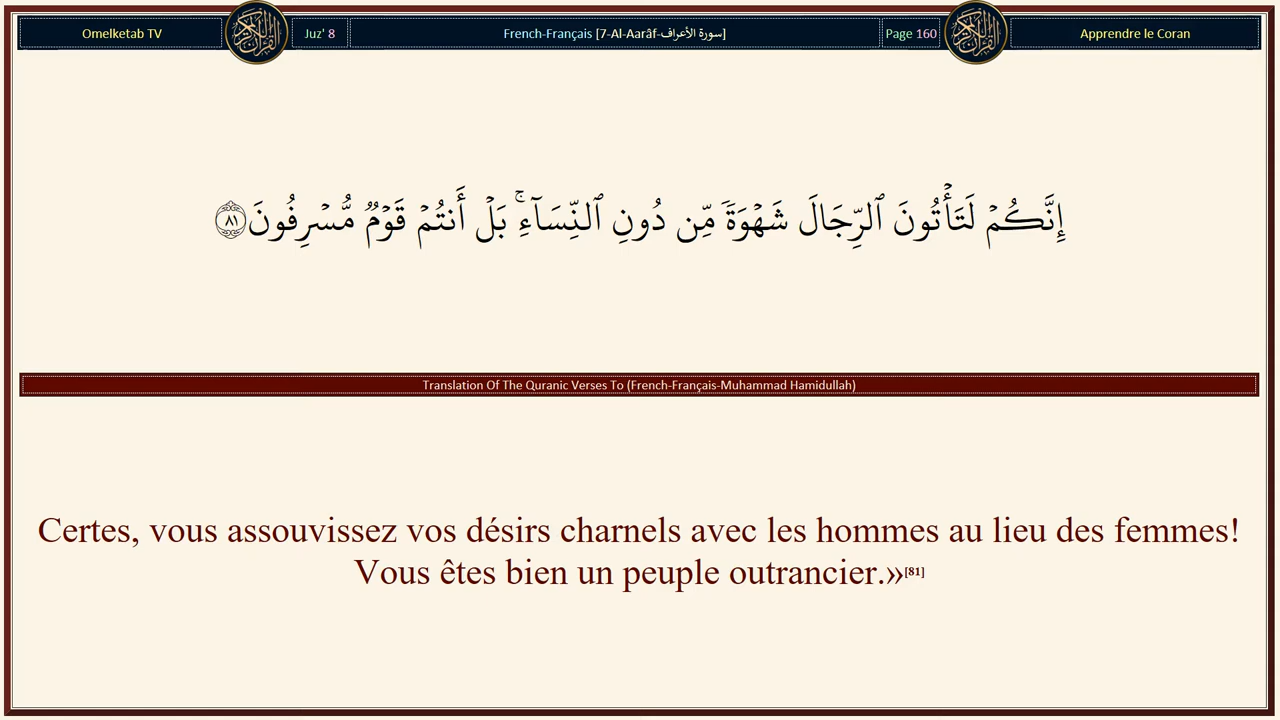 Omelketab TV
Juz' 8
French-Français [7-Al-Aarâf-سورة الأعراف]
Page 160
Apprendre le Coran
إِنَّكُمۡ لَتَأۡتُونَ ٱلرِّجَالَ شَهۡوَةٗ مِّن دُونِ ٱلنِّسَآءِۚ بَلۡ أَنتُمۡ قَوۡمٞ مُّسۡرِفُونَ ٨١
Translation Of The Quranic Verses To (French-Français-Muhammad Hamidullah)
Certes, vous assouvissez vos désirs charnels avec les hommes au lieu des femmes!
Vous êtes bien un peuple outrancier.»[81]